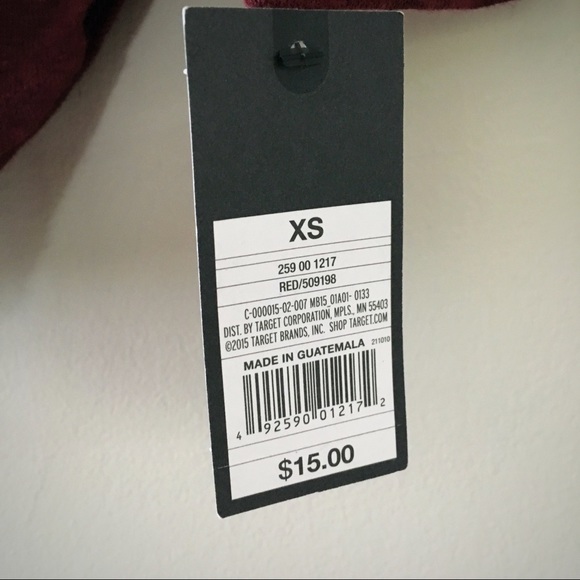 XS
259 00 1217
RED/509198
C-000015-02-007 MB15_01A01- 0133
DIST. BY TARGET CORPORATION, MPLS., MN 55403
©2015 TARGET BRANDS, INC. SHOP TARGET.COM
MADE IN GUATEMALA 211010
4 92590 01217 2
$15.00